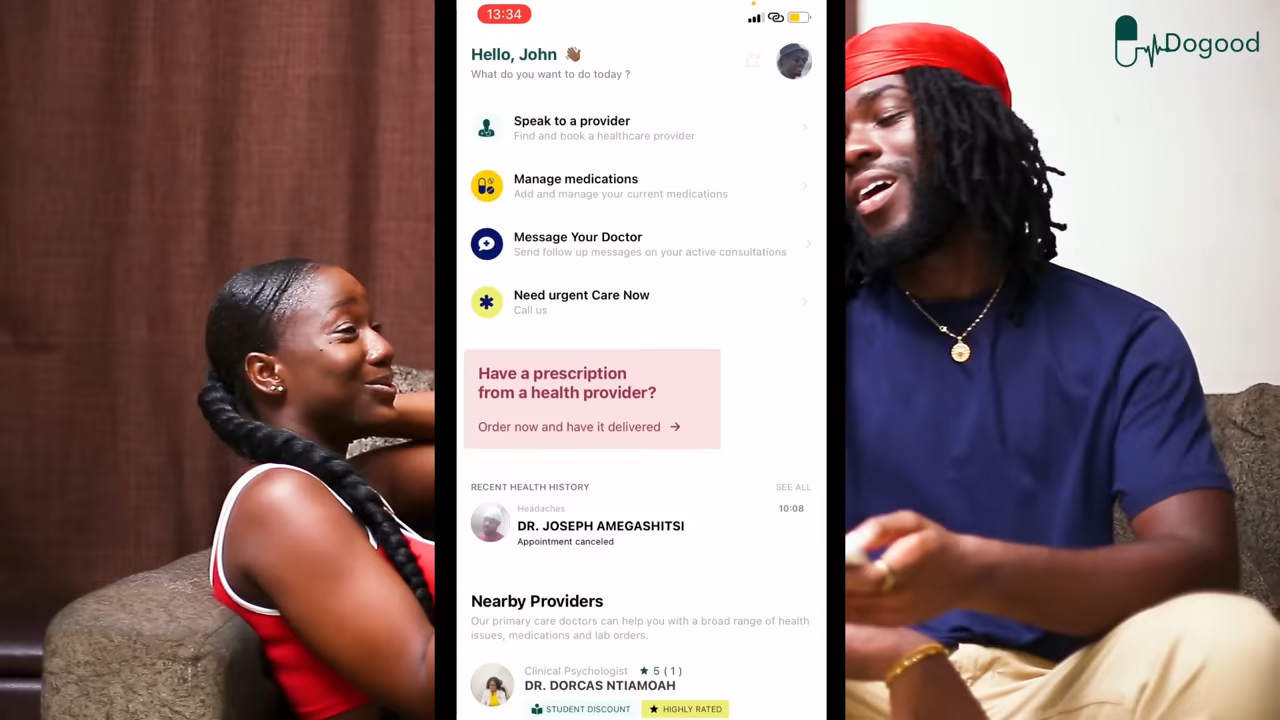 13:34
Dogood
Hello, John
What do you want to do today ?
Speak to a provider
Find and book a healthcare provider
Manage medications
Add and manage your current medications
Message Your Doctor
Send follow up messages on your active consultations
Need urgent Care Now
Call us
Have a prescription
from a health provider?
Order now and have it delivered →
RECENT HEALTH HISTORY
SEE ALL
Headaches
10:08
DR. JOSEPH AMEGASHITSI
Appointment canceled
Nearby Providers
Our primary care doctors can help you with a broad range of health
issues, medications and lab orders.
Clinical Psychologist ★ 5 ( 1 )
DR. DORCAS NTIAMOAH
STUDENT DISCOUNT
★ HIGHLY RATED